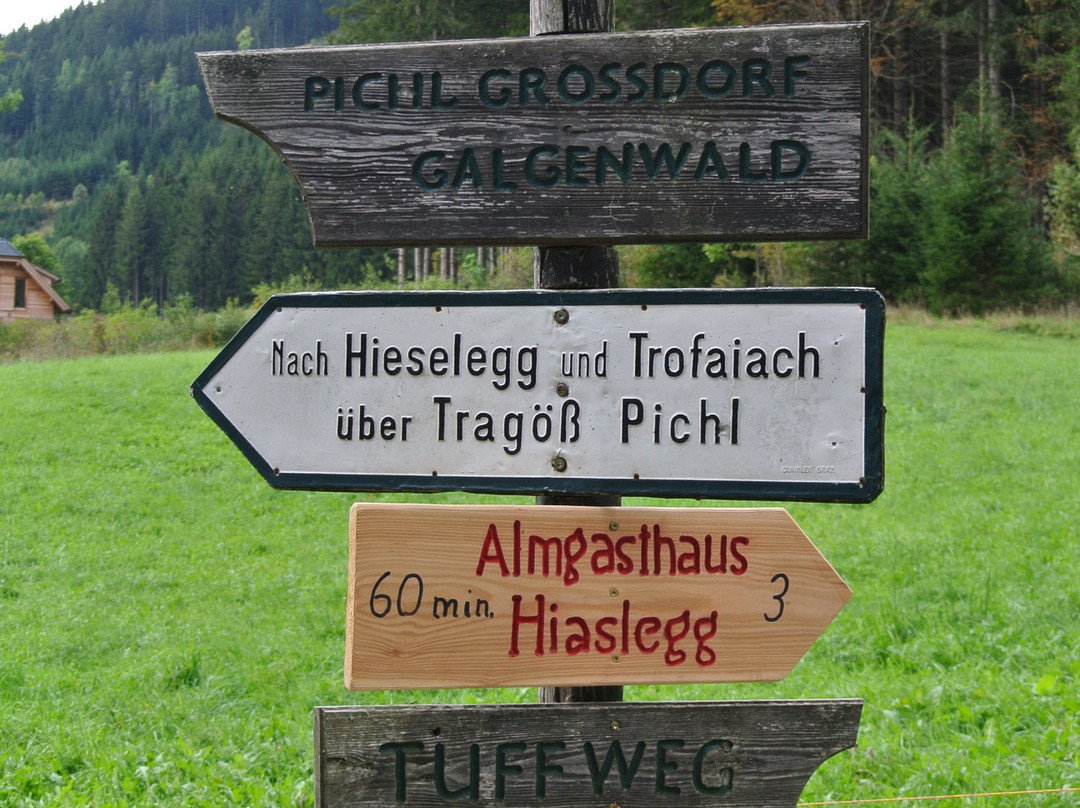 PICHL GROSSDORF
GALGENWALD
Nach Hieselegg und Trofaiach
über Tragöß Pichl
Almgasthaus
60 min. 3
Hiaslegg
TUFFWEG